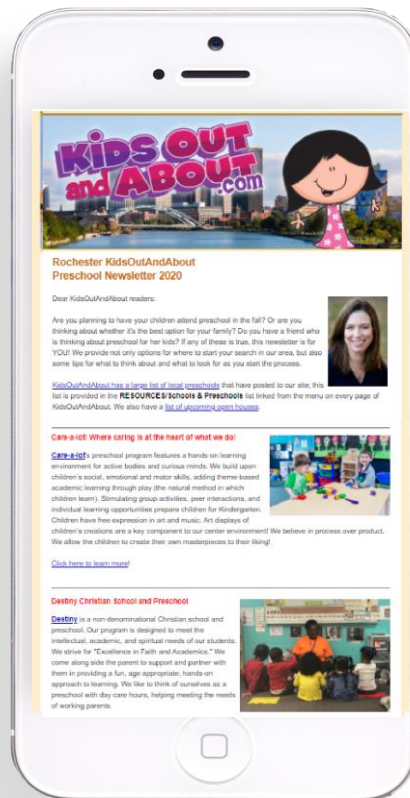 KiDS OUT
and ABOUT
.com
Rochester KidsOutAndAbout
Preschool Newsletter 2020
Dear KidsOutAndAbout readers:
Are you planning to have your children attend preschool in the fall? Or are you
thinking about whether it's the best option for your family? Do you have a friend who
is thinking about preschool for her kids? If any of these is true, this newsletter is for
YOU! We provide not only options for where to start your search in our area, but also
some tips for what to think about and what to look for as you start the process.
KidsOutAndAbout has a large list of local preschools that have posted to our site; this
list is provided in the RESOURCES/Schools & Preschools list linked from the menu on every page of
KidsOutAndAbout. We also have a list of upcoming open houses.
Care-a-lot! Where caring is at the heart of what we do!
Care-a-lot's preschool program features a hands-on learning
environment for active bodies and curious minds. We build upon
children's social, emotional and motor skills, adding theme-based
academic learning through play (the natural method in which
children learn). Stimulating group activities, peer interactions, and
individual learning opportunities prepare children for Kindergarten.
Children have free expression in art and music. Art displays of
children's creations are a key component to our center environment! We believe in process over product.
We allow the children to create their own masterpieces to their liking!
Click here to learn more!
Destiny Christian School and Preschool
Destiny is a non-denominational Christian school and
preschool. Our program is designed to meet the
intellectual, academic, and spiritual needs of our students.
We strive for "Excellence in Faith and Academics." We
come along side the parent to support and partner with
them in providing a fun, age appropriate, hands-on
approach to learning. We like to think of ourselves as a
preschool with day care hours, helping meeting the needs
of working parents.